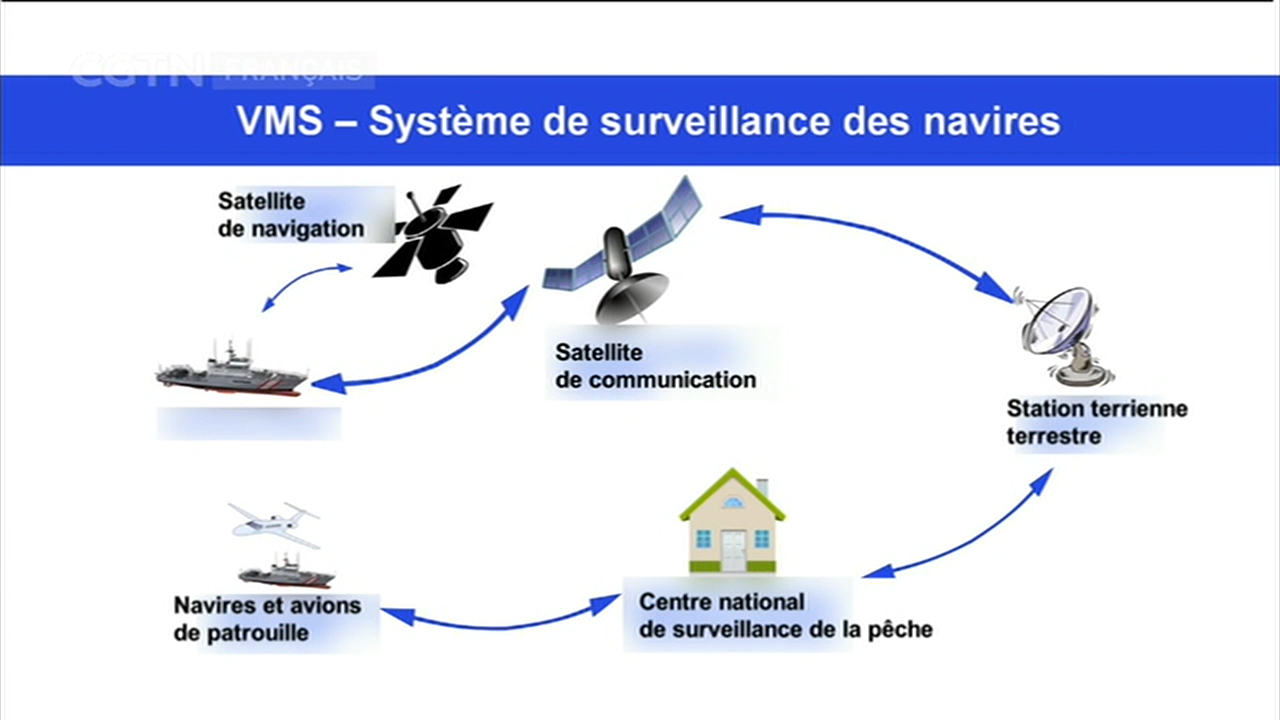 CGTN FRANÇAIS
VMS – Système de surveillance des navires
Satellite
de navigation
Satellite
de communication
Station terrienne
terrestre
Navires et avions
de patrouille
Centre national
de surveillance de la pêche